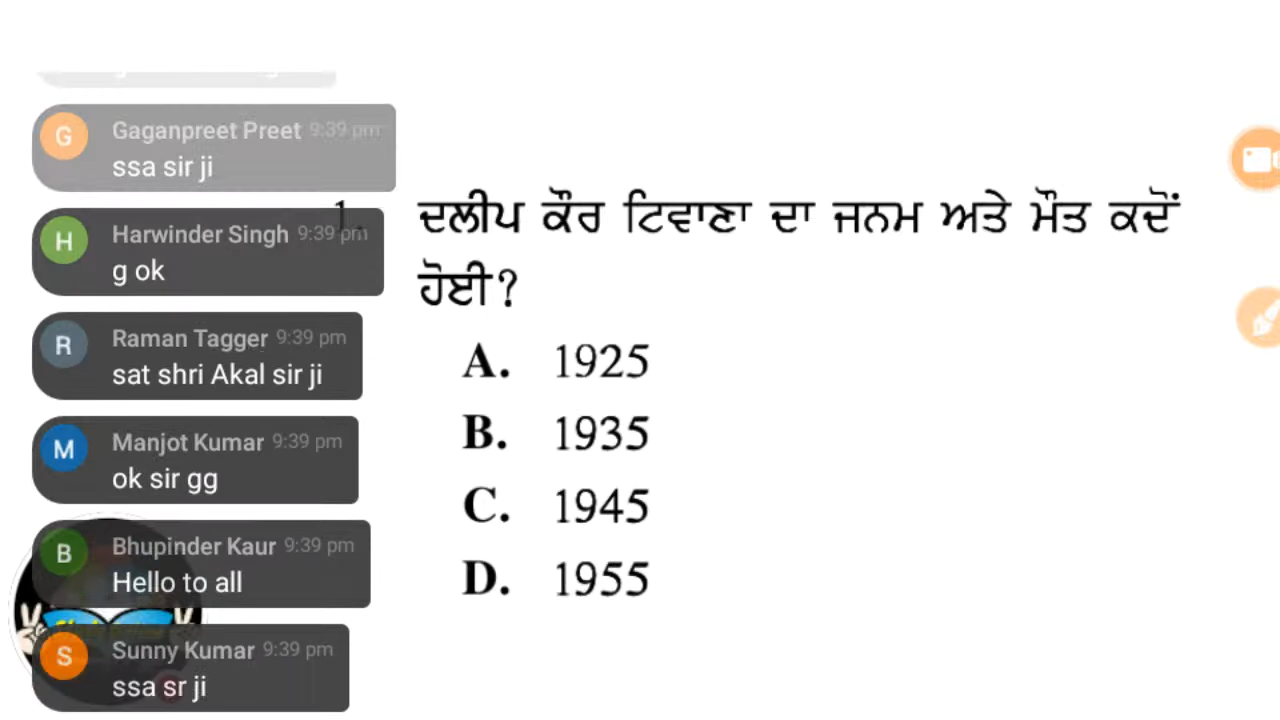 Gaganpreet Preet 9:39 pm
ssa sir ji
Harwinder Singh 9:39 pm
g ok
Raman Tagger 9:39 pm
sat shri Akal sir ji
Manjot Kumar 9:39 pm
ok sir gg
Bhupinder Kaur 9:39 pm
Hello to all
Sunny Kumar 9:39 pm
ssa sr ji
G
H
R
M
B
S
1. ਦਲੀਪ ਕੌਰ ਟਿਵਾਣਾ ਦਾ ਜਨਮ ਅਤੇ ਮੌਤ ਕਦੋਂ
ਹੋਈ?
A. 1925
B. 1935
C. 1945
D. 1955